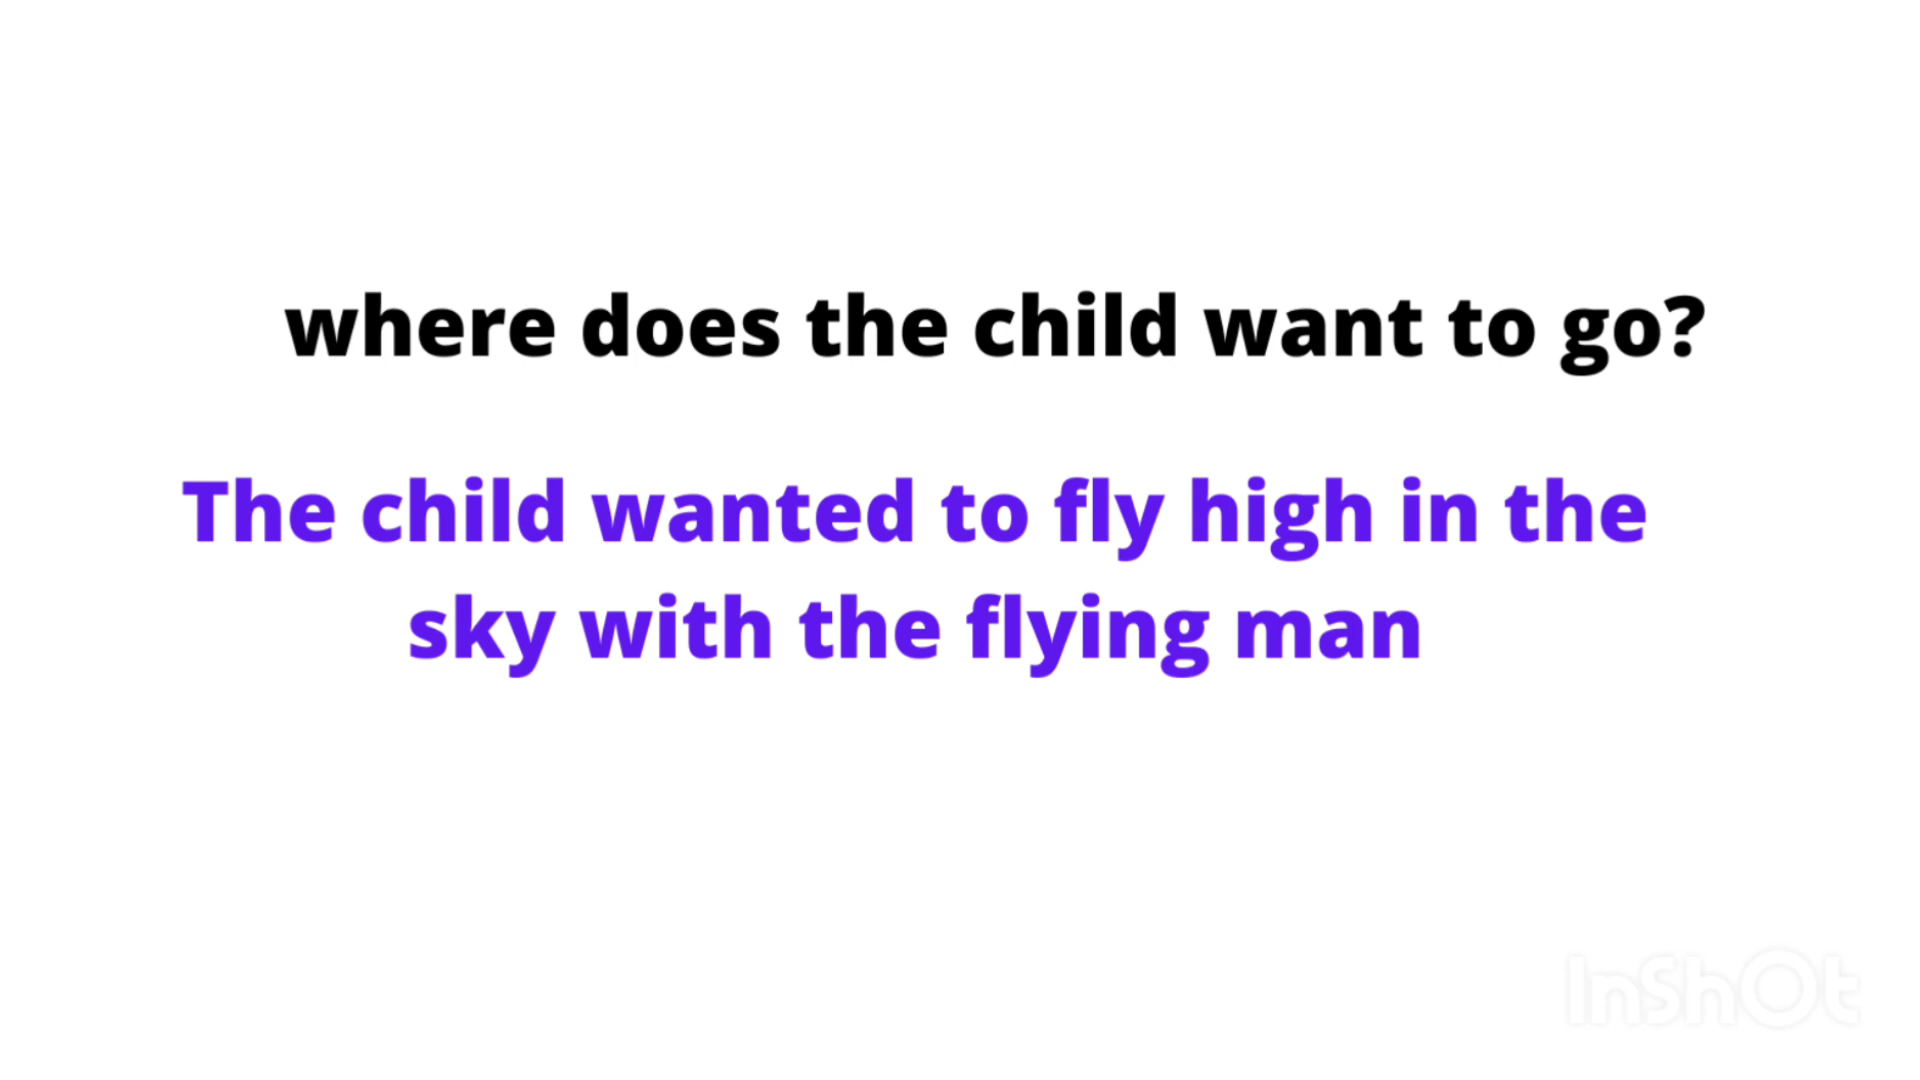 where does the child want to go?
The child wanted to fly high in the
sky with the flying man
InShOt